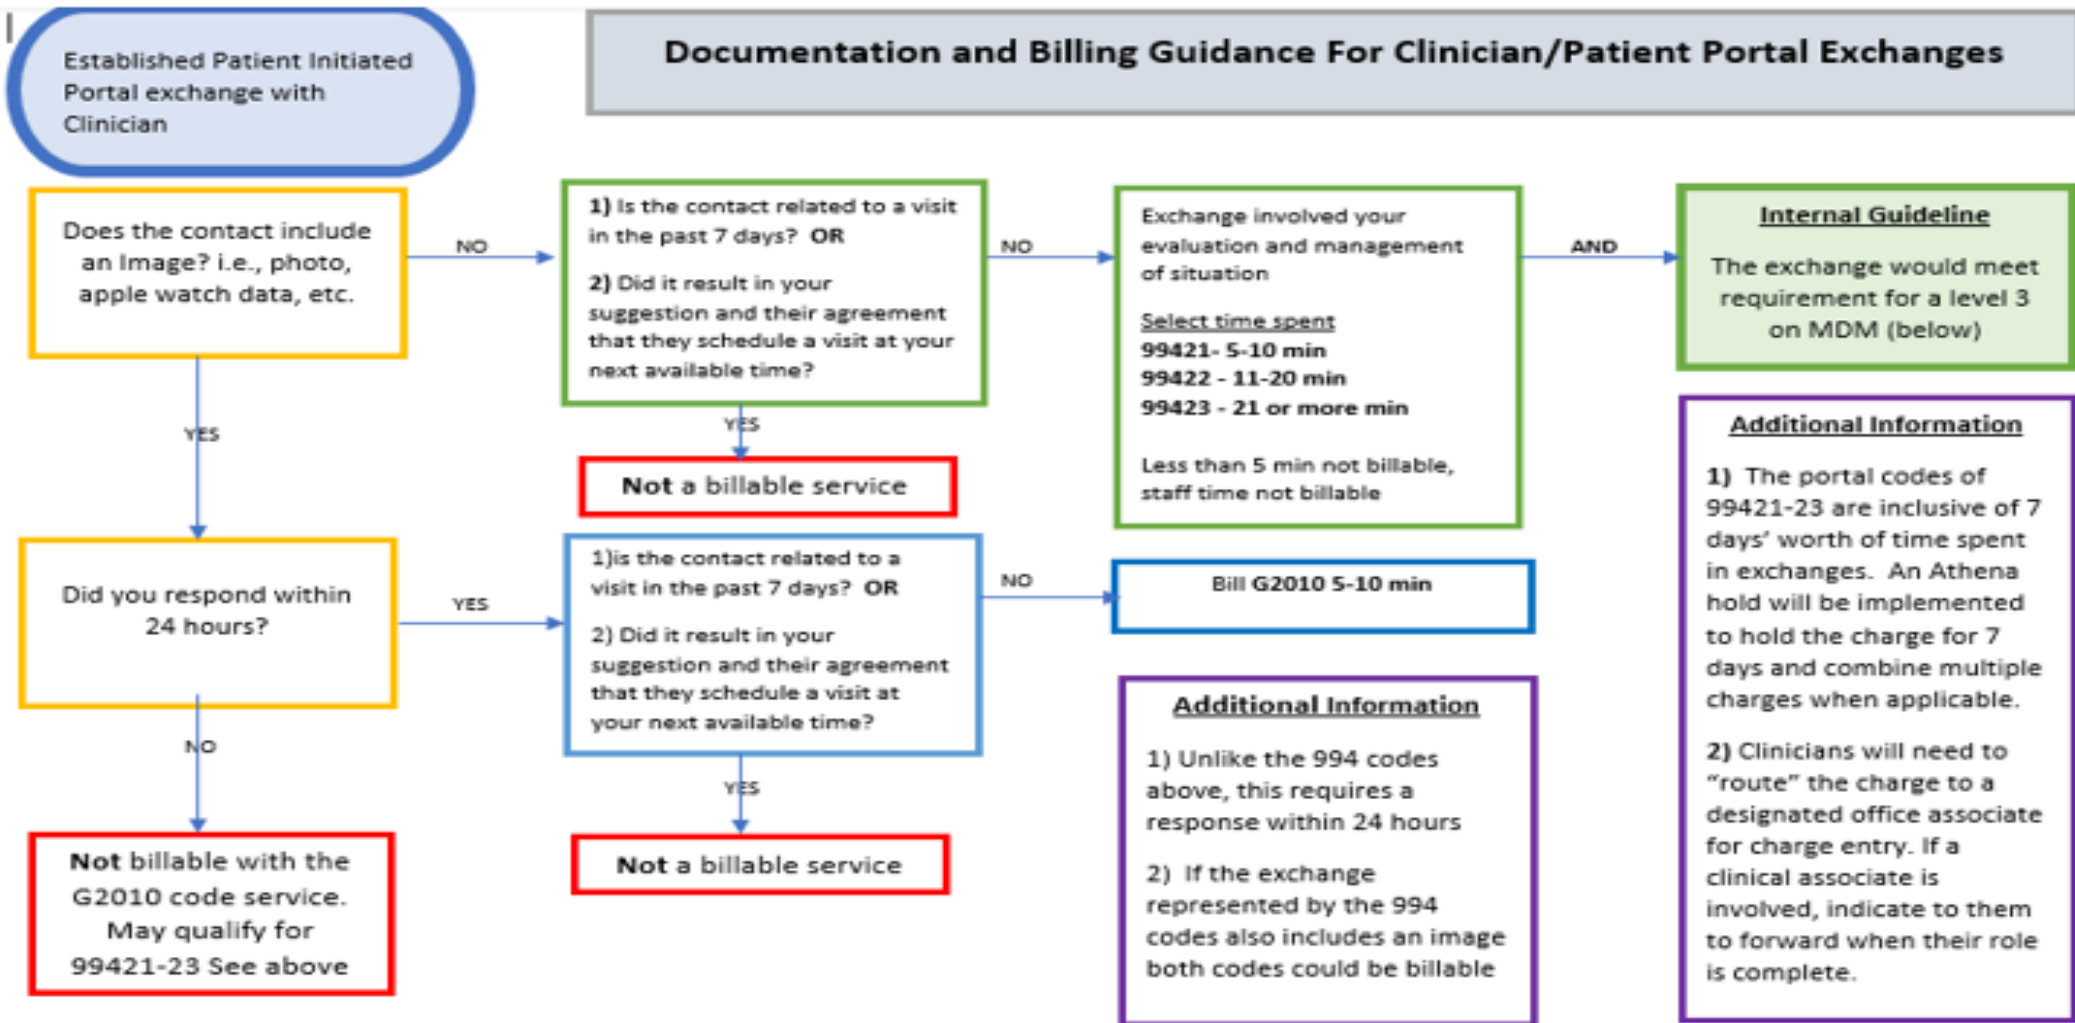 Established Patient Initiated
Portal exchange with
Clinician
Documentation and Billing Guidance For Clinician/Patient Portal Exchanges
Does the contact include
an Image? i.e., photo,
apple watch data, etc.
NO
1) Is the contact related to a visit
in the past 7 days? OR
2) Did it result in your
suggestion and their agreement
that they schedule a visit at your
next available time?
NO
Exchange involved your
evaluation and management
of situation
Select time spent
99421- 5-10 min
99422 - 11-20 min
99423 - 21 or more min
Less than 5 min not billable,
staff time not billable
AND
Internal Guideline
The exchange would meet
requirement for a level 3
on MDM (below)
YES
YES
Not a billable service
Did you respond within
24 hours?
YES
1)is the contact related to a
visit in the past 7 days? OR
2) Did it result in your
suggestion and their agreement
that they schedule a visit at
your next available time?
NO
Bill G2010 5-10 min
NO
YES
Not billable with the
G2010 code service.
May qualify for
99421-23 See above
Not a billable service
Additional Information
1) Unlike the 994 codes
above, this requires a
response within 24 hours
2) If the exchange
represented by the 994
codes also includes an image
both codes could be billable
Additional Information
1) The portal codes of
99421-23 are inclusive of 7
days’ worth of time spent
in exchanges. An Athena
hold will be implemented
to hold the charge for 7
days and combine multiple
charges when applicable.
2) Clinicians will need to
“route” the charge to a
designated office associate
for charge entry. If a
clinical associate is
involved, indicate to them
to forward when their role
is complete.